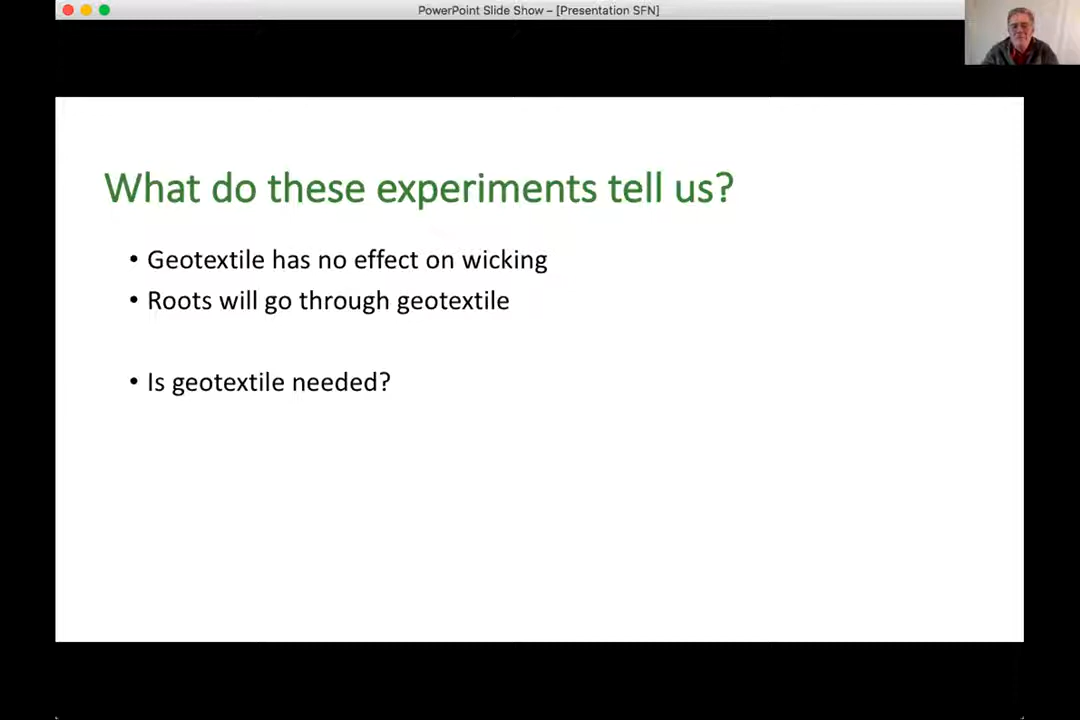 PowerPoint Slide Show – [Presentation SFN]
What do these experiments tell us?
• Geotextile has no effect on wicking
• Roots will go through geotextile
• Is geotextile needed?